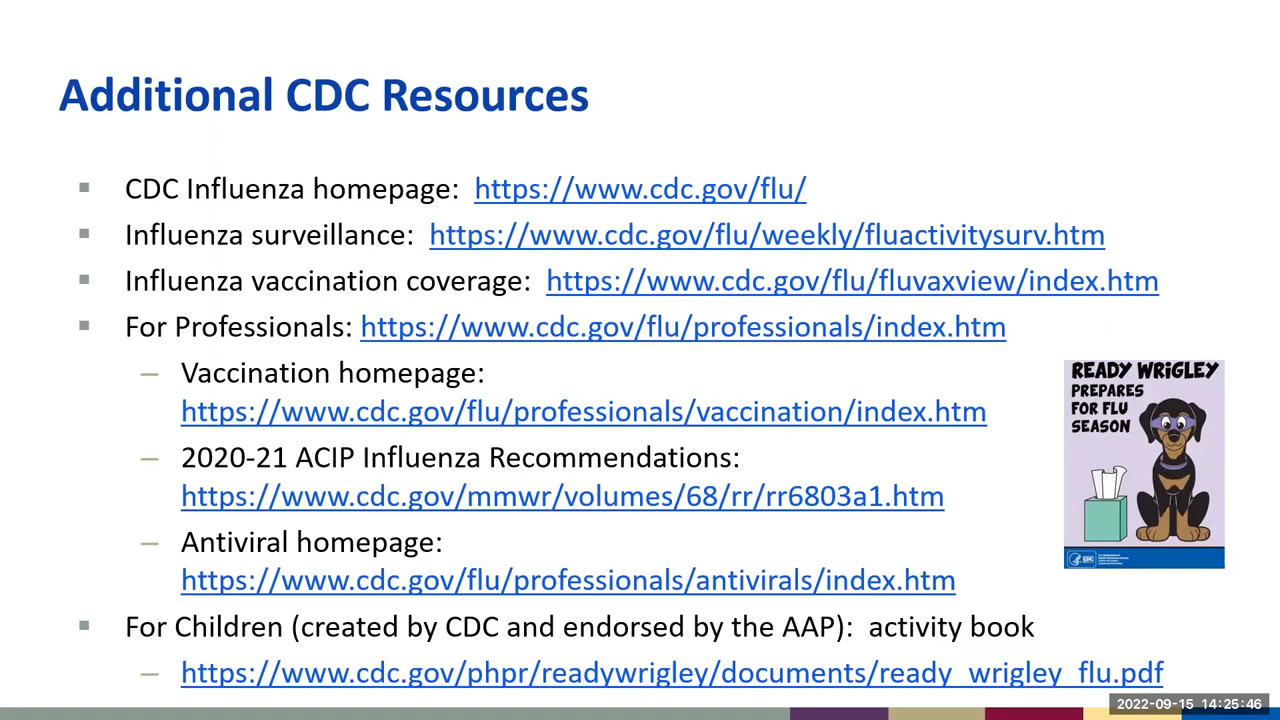 Additional CDC Resources
CDC Influenza homepage: https://www.cdc.gov/flu/
Influenza surveillance: https://www.cdc.gov/flu/weekly/fluactivitysurv.htm
Influenza vaccination coverage: https://www.cdc.gov/flu/fluvaxview/index.htm
For Professionals: https://www.cdc.gov/flu/professionals/index.htm
– Vaccination homepage:
https://www.cdc.gov/flu/professionals/vaccination/index.htm
– 2020-21 ACIP Influenza Recommendations:
https://www.cdc.gov/mmwr/volumes/68/rr/rr6803a1.htm
– Antiviral homepage:
https://www.cdc.gov/flu/professionals/antivirals/index.htm
For Children (created by CDC and endorsed by the AAP): activity book
– https://www.cdc.gov/phpr/readywrigley/documents/ready_wrigley_flu.pdf
READY WRiGLEY
PREPARES
FOR FLU
SEASON
CDC
2022-09-15 14:25:46